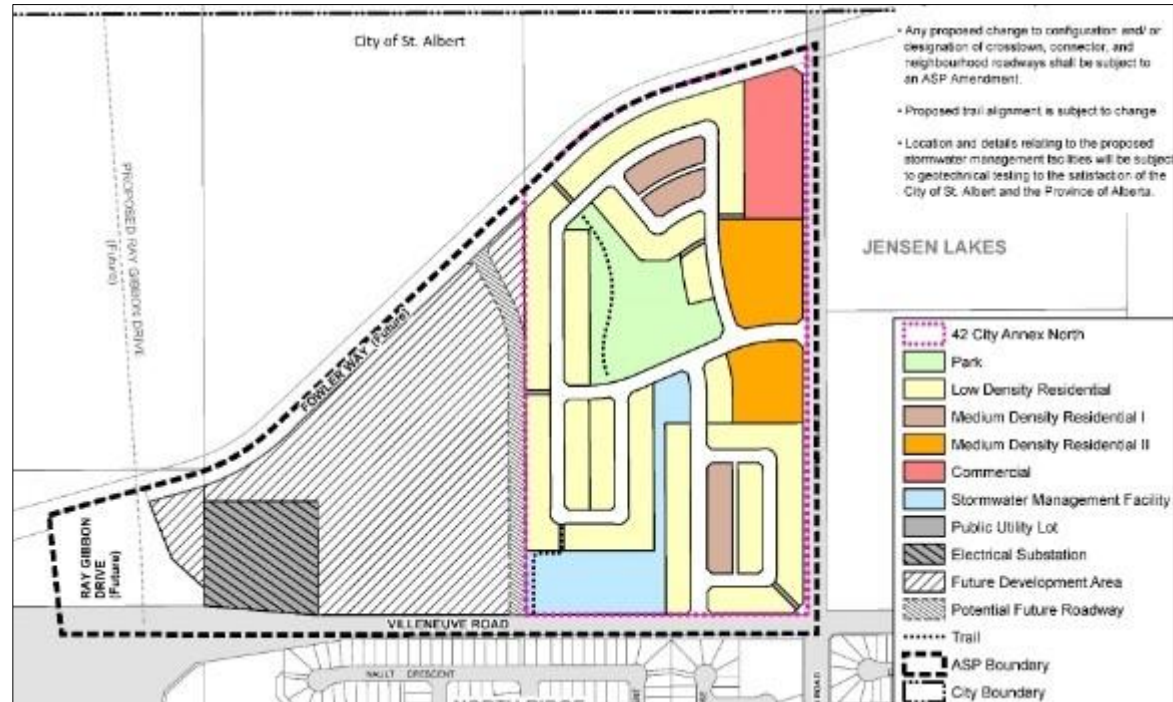 City of St. Albert
• Any proposed change to configuration and/ or
designation of crosstown, connector, and
neighbourhood roadways shall be subject to
an ASP Amendment.
• Proposed trail alignment is subject to change
• Location and details relating to the proposed
stormwater management facilities will be subject
to geotechnical testing to the satisfaction of the
City of St. Albert and the Province of Alberta.
PROPOSED RAY GIBBON DRIVE
(Future)
JENSEN LAKES
FOWLER WAY (Future)
RAY GIBBON
DRIVE
(Future)
VILLENEUVE ROAD
NAULT CRESCENT
NORTH RIDGE
ROAD
42 City Annex North
Park
Low Density Residential
Medium Density Residential I
Medium Density Residential II
Commercial
Stormwater Management Facility
Public Utility Lot
Electrical Substation
Future Development Area
Potential Future Roadway
Trail
ASP Boundary
City Boundary